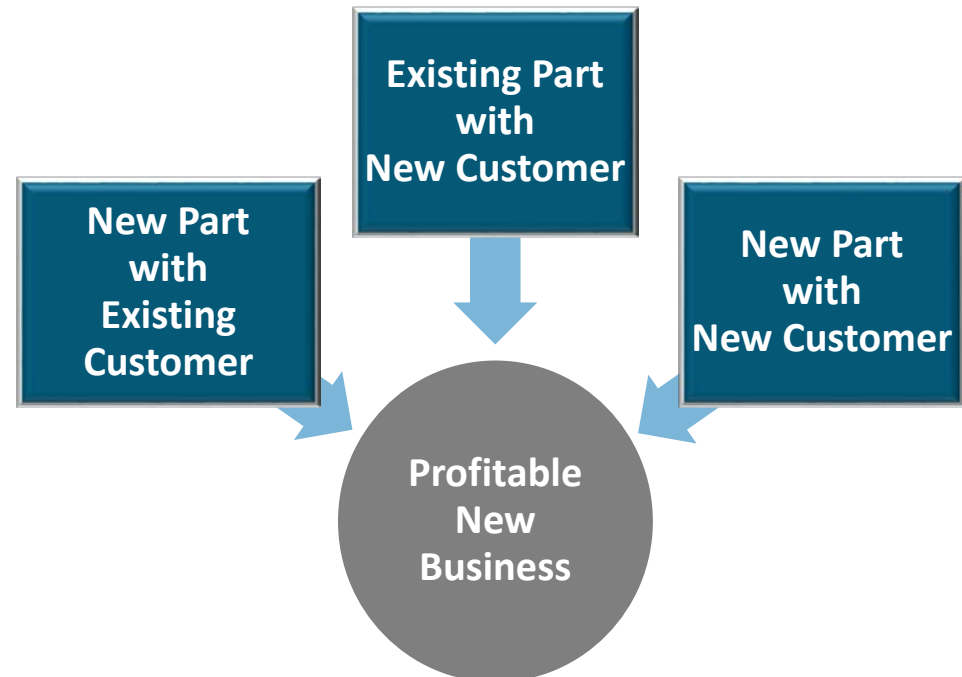 Existing Part
with
New Customer
New Part
with
Existing
Customer
New Part
with
New Customer
Profitable
New
Business